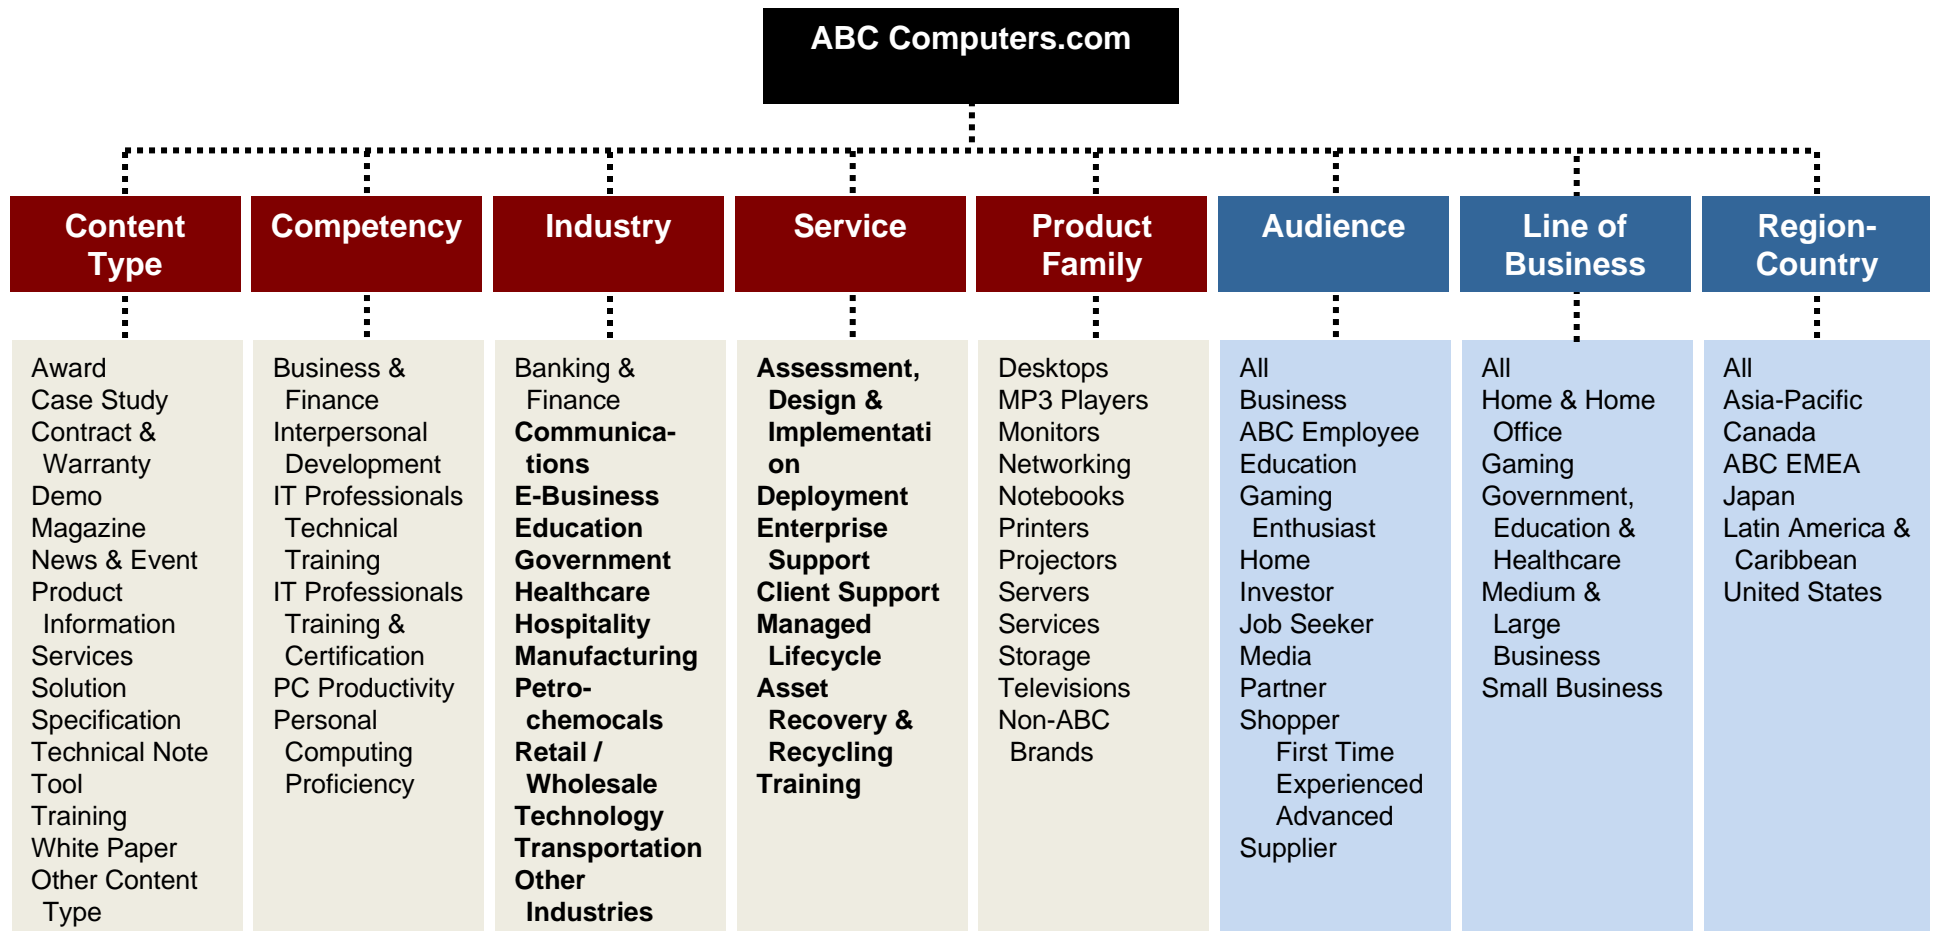 ABC Computers.com
Content
Type
Competency
Industry
Service
Product
Family
Audience
Line of
Business
Region-
Country
Award
Case Study
Contract &
Warranty
Demo
Magazine
News & Event
Product
Information
Services
Solution
Specification
Technical Note
Tool
Training
White Paper
Other Content
Type
Business &
Finance
Interpersonal
Development
IT Professionals
Technical
Training
IT Professionals
Training &
Certification
PC Productivity
Personal
Computing
Proficiency
Banking &
Finance
Communica-
tions
E-Business
Education
Government
Healthcare
Hospitality
Manufacturing
Petro-
chemocals
Retail /
Wholesale
Technology
Transportation
Other
Industries
Assessment,
Design &
Implementati
on
Deployment
Enterprise
Support
Client Support
Managed
Lifecycle
Asset
Recovery &
Recycling
Training
Desktops
MP3 Players
Monitors
Networking
Notebooks
Printers
Projectors
Servers
Services
Storage
Televisions
Non-ABC
Brands
All
Business
ABC Employee
Education
Gaming
Enthusiast
Home
Investor
Job Seeker
Media
Partner
Shopper
First Time
Experienced
Advanced
Supplier
All
Home & Home
Office
Gaming
Government,
Education &
Healthcare
Medium &
Large
Business
Small Business
All
Asia-Pacific
Canada
ABC EMEA
Japan
Latin America &
Caribbean
United States